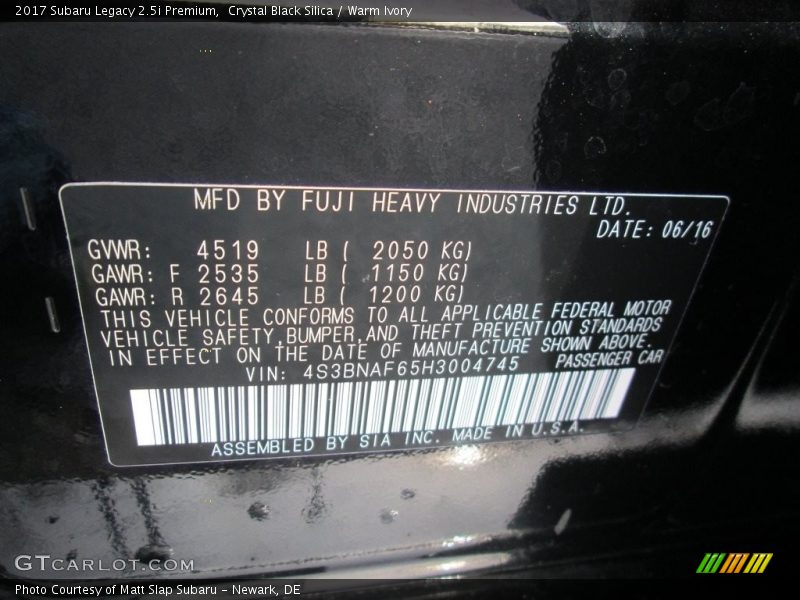 2017 Subaru Legacy 2.5i Premium,  Crystal Black Silica / Warm Ivory
MFD BY FUJI HEAVY INDUSTRIES LTD.
DATE: 06/16
GVWR: 4519 LB ( 2050 KG)
GAWR: F 2535 LB ( 1150 KG)
GAWR: R 2645 LB ( 1200 KG)
THIS VEHICLE CONFORMS TO ALL APPLICABLE FEDERAL MOTOR
VEHICLE SAFETY,BUMPER,AND THEFT PREVENTION STANDARDS
IN EFFECT ON THE DATE OF MANUFACTURE SHOWN ABOVE.
VIN: 4S3BNAF65H3004745 PASSENGER CAR
ASSEMBLED BY SIA INC. MADE IN U.S.A.
GTCARLOT.COM
Photo Courtesy of Matt Slap Subaru - Newark, DE